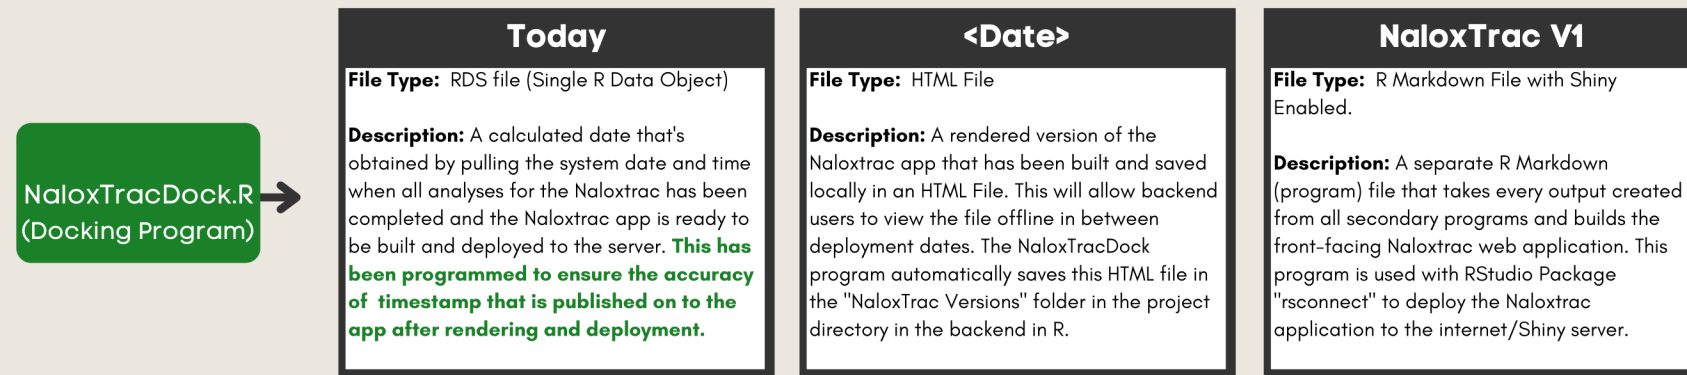 NaloxTracDock.R
(Docking Program)
Today
File Type: RDS file (Single R Data Object)
Description: A calculated date that's
obtained by pulling the system date and time
when all analyses for the Naloxtrac has been
completed and the Naloxtrac app is ready to
be built and deployed to the server. This has
been programmed to ensure the accuracy
of timestamp that is published on to the
app after rendering and deployment.
<Date>
File Type: HTML File
Description: A rendered version of the
Naloxtrac app that has been built and saved
locally in an HTML File. This will allow backend
users to view the file offline in between
deployment dates. The NaloxTracDock
program automatically saves this HTML file in
the "NaloxTrac Versions" folder in the project
directory in the backend in R.
NaloxTrac V1
File Type: R Markdown File with Shiny
Enabled.
Description: A separate R Markdown
(program) file that takes every output created
from all secondary programs and builds the
front-facing Naloxtrac web application. This
program is used with RStudio Package
"rsconnect" to deploy the Naloxtrac
application to the internet/Shiny server.